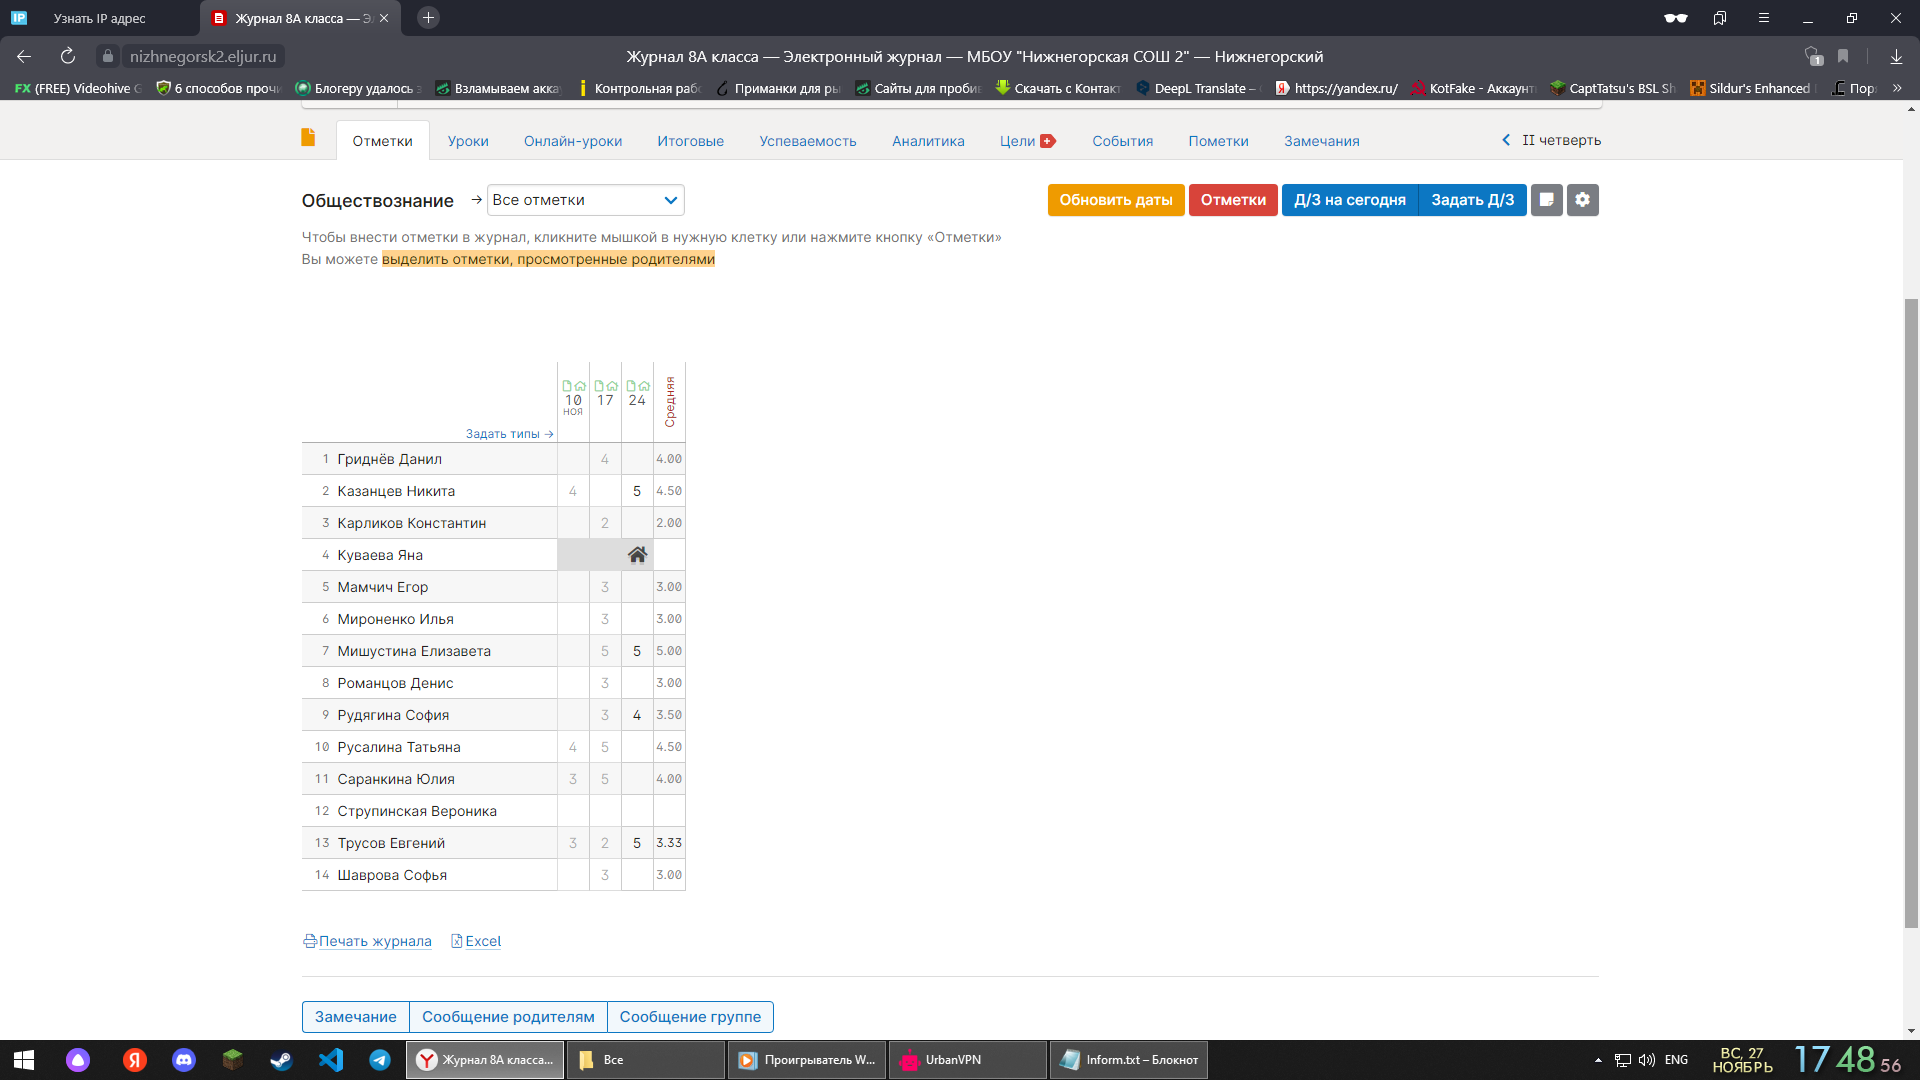 Узнать IP адрес
Журнал 8А класса — Эл
nizhnegorsk2.eljur.ru
Журнал 8А класса — Электронный журнал — МБОУ "Нижнегорская СОШ 2" — Нижнегорский
1
FX (FREE) Videohive G
6 способов прочи
Блогеру удалось з
Взламываем акка
Контрольная раб
Приманки для ры
Сайты для проби
Скачать с Контакт
DeepL Translate –
https://yandex.ru/
KotFake - Аккаунт
CaptTatsu's BSL Sh
Sildur's Enhanced
Пор
»
Отметки
Уроки
Онлайн-уроки
Итоговые
Успеваемость
Аналитика
Цели
События
Пометки
Замечания
II четверть
Обществознание → Все отметки
Обновить даты
Отметки
Д/З на сегодня
Задать Д/З
Чтобы внести отметки в журнал, кликните мышкой в нужную клетку или нажмите кнопку «Отметки»
Вы можете выделить отметки, просмотренные родителями
10 17 24 Средняя
НОЯ
Задать типы →
1 Гриднёв Данил 4 4.00
2 Казанцев Никита 4 5 4.50
3 Карликов Константин 2 2.00
4 Куваева Яна
5 Мамчич Егор 3 3.00
6 Мироненко Илья 3 3.00
7 Мишустина Елизавета 5 5 5.00
8 Романцов Денис 3 3.00
9 Рудягина София 3 4 3.50
10 Русалина Татьяна 4 5 4.50
11 Саранкина Юлия 3 5 4.00
12 Струпинская Вероника
13 Трусов Евгений 3 2 5 3.33
14 Шаврова Софья 3 3.00
Печать журнала
Excel
Замечание
Сообщение родителям
Сообщение группе
Журнал 8А класса...
Все
Проигрыватель W...
UrbanVPN
Inform.txt – Блокнот
ENG
ВС, 27
НОЯБРЬ
17 48 56